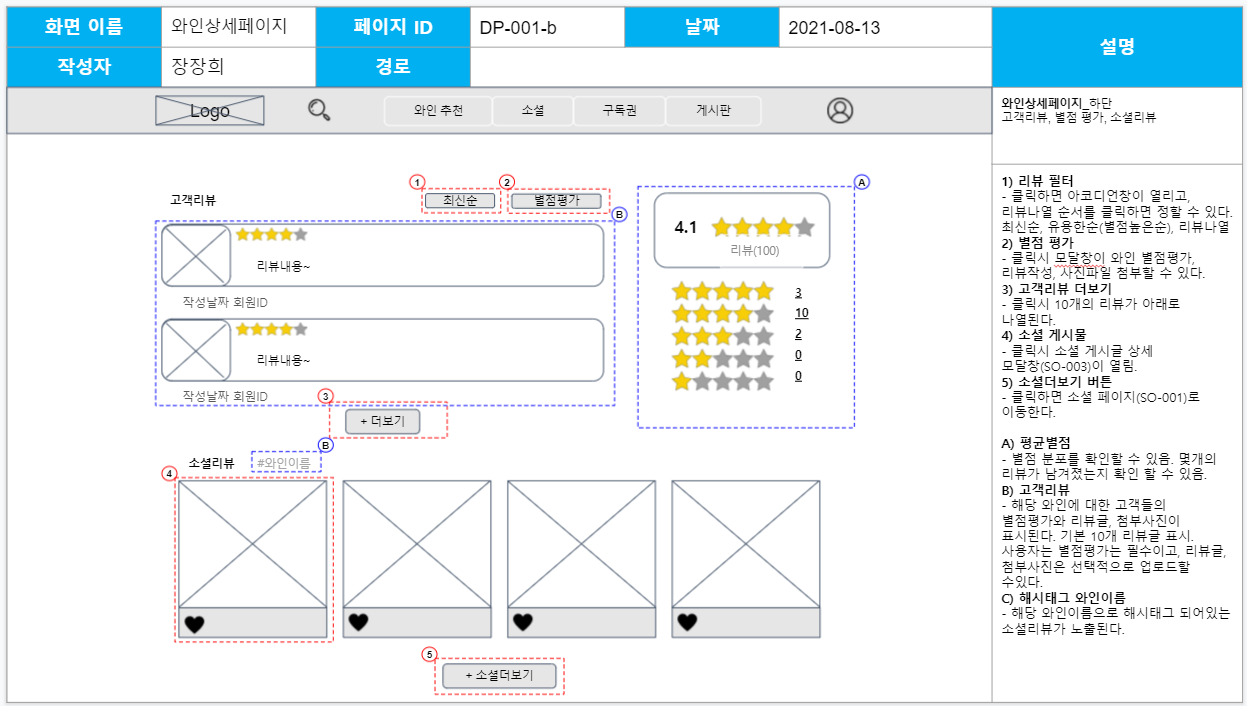 화면 이름
와인상세페이지
페이지 ID
DP-001-b
날짜
2021-08-13
설명
작성자
장장희
경로
Logo
와인 추천
소셜
구독권
게시판
고객리뷰
1
최신순
2
별점평가
B
리뷰내용~
작성날짜 회원ID
리뷰내용~
작성날짜 회원ID
3
+ 더보기
A
4.1
리뷰(100)
3
10
2
0
0
소셜리뷰
#와인이름
B
4
5
+ 소셜더보기
와인상세페이지_하단
고객리뷰, 별점 평가, 소셜리뷰
1) 리뷰 필터
- 클릭하면 아코디언창이 열리고,
리뷰나열 순서를 클릭하면 정할 수 있다.
최신순, 유용한순(별점높은순), 리뷰나열
2) 별점 평가
- 클릭시 모달창이 와인 별점평가,
리뷰작성, 사진파일 첨부할 수 있다.
3) 고객리뷰 더보기
- 클릭시 10개의 리뷰가 아래로
나열된다.
4) 소셜 게시물
- 클릭시 소셜 게시글 상세
모달창(SO-003)이 열림.
5) 소셜더보기 버튼
- 클릭하면 소셜 페이지(SO-001)로
이동한다.
A) 평균별점
- 별점 분포를 확인할 수 있음. 몇개의
리뷰가 남겨졌는지 확인 할 수 있음.
B) 고객리뷰
- 해당 와인에 대한 고객들의
별점평가와 리뷰글, 첨부사진이
표시된다. 기본 10개 리뷰글 표시.
사용자는 별점평가는 필수이고, 리뷰글,
첨부사진은 선택적으로 업로드할
수있다.
C) 해시태그 와인이름
- 해당 와인이름으로 해시태그 되어있는
소셜리뷰가 노출된다.